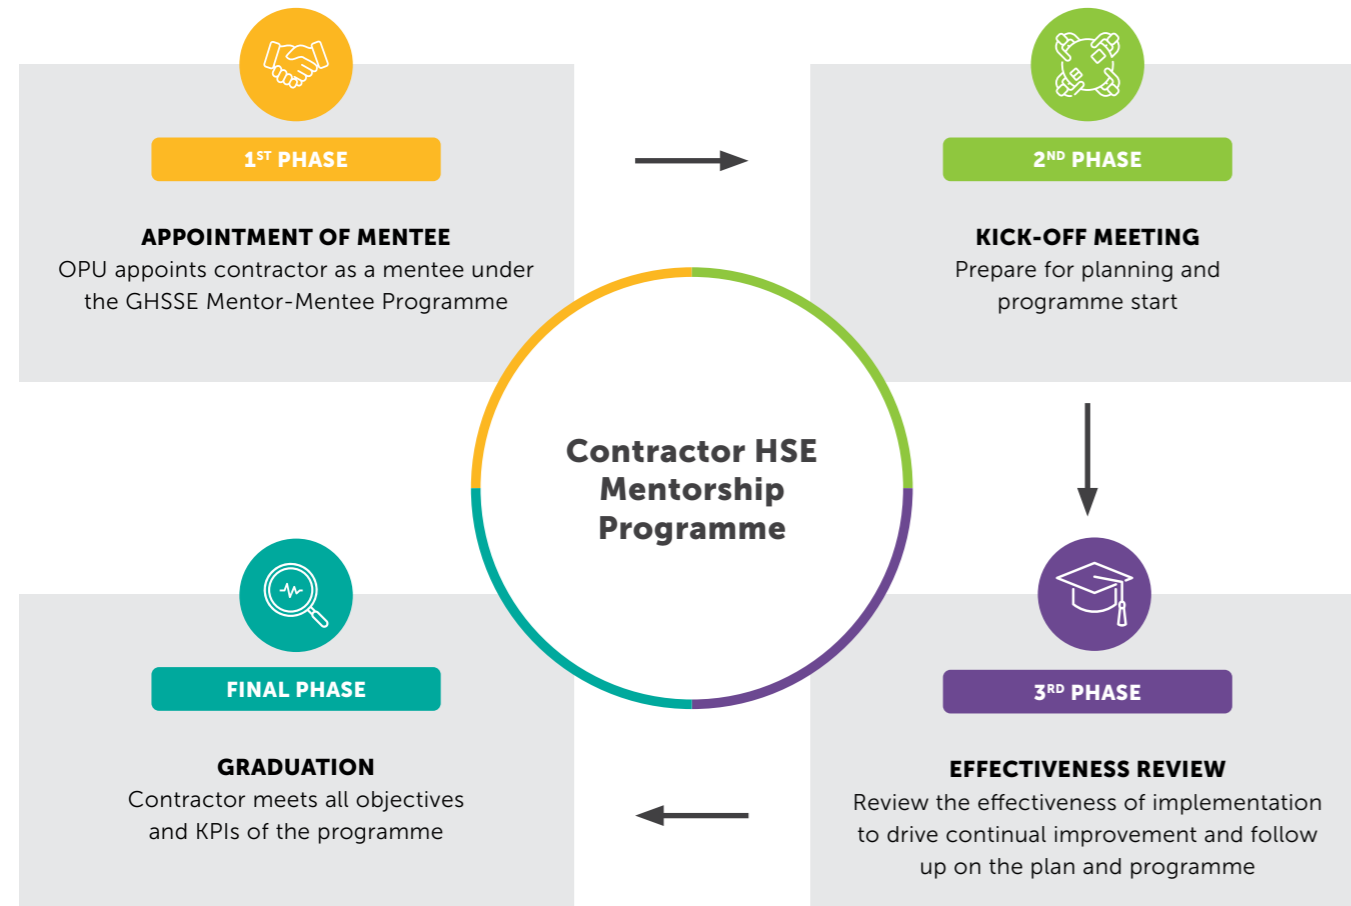 1ST PHASE
APPOINTMENT OF MENTEE
OPU appoints contractor as a mentee under
the GHSSE Mentor-Mentee Programme
2ND PHASE
KICK-OFF MEETING
Prepare for planning and
programme start
Contractor HSE
Mentorship
Programme
3RD PHASE
EFFECTIVENESS REVIEW
Review the effectiveness of implementation
to drive continual improvement and follow
up on the plan and programme
FINAL PHASE
GRADUATION
Contractor meets all objectives
and KPIs of the programme